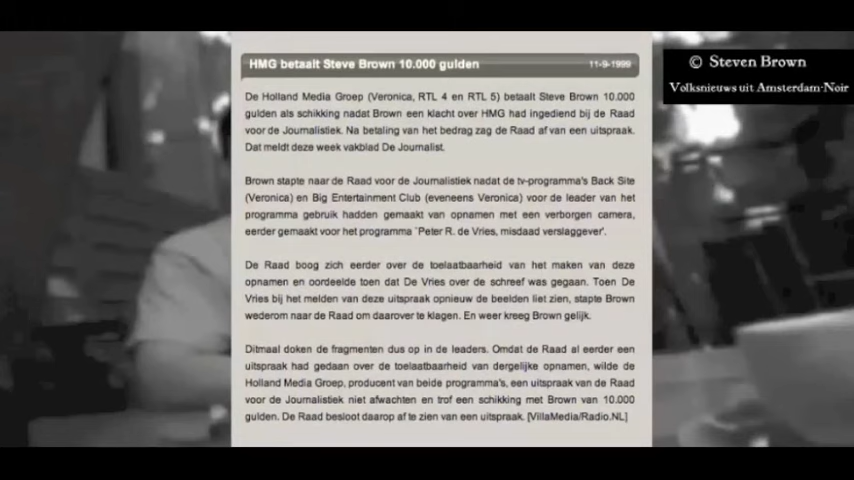 HMG betaalt Steve Brown 10.000 gulden 11-9-1999
© Steven Brown
Volksnieuws uit Amsterdam-Noir
De Holland Media Groep (Veronica, RTL 4 en RTL 5) betaalt Steve Brown 10.000
gulden als schikking nadat Brown een klacht over HMG had ingediend bij de Raad
voor de Journalistiek. Na betaling van het bedrag zag de Raad af van een uitspraak.
Dat meldt deze week vakblad De Journalist.
Brown stapte naar de Raad voor de Journalistiek nadat de tv-programma's Back Site
(Veronica) en Big Entertainment Club (eveneens Veronica) voor de leader van het
programma gebruik hadden gemaakt van opnamen met een verborgen camera,
eerder gemaakt voor het programma `Peter R. de Vries, misdaad verslaggever'.
De Raad boog zich eerder over de toelaatbaarheid van het maken van deze
opnamen en oordeelde toen dat De Vries over de schreef was gegaan. Toen De
Vries bij het melden van deze uitspraak opnieuw de beelden liet zien, stapte Brown
wederom naar de Raad om daarover te klagen. En weer kreeg Brown gelijk.
Ditmaal doken de fragmenten dus op in de leaders. Omdat de Raad al eerder een
uitspraak had gedaan over de toelaatbaarheid van dergelijke opnamen, wilde de
Holland Media Groep, producent van beide programma's, een uitspraak van de Raad
voor de Journalistiek niet afwachten en trof een schikking met Brown van 10.000
gulden. De Raad besloot daarop af te zien van een uitspraak. [VillaMedia/Radio.NL]